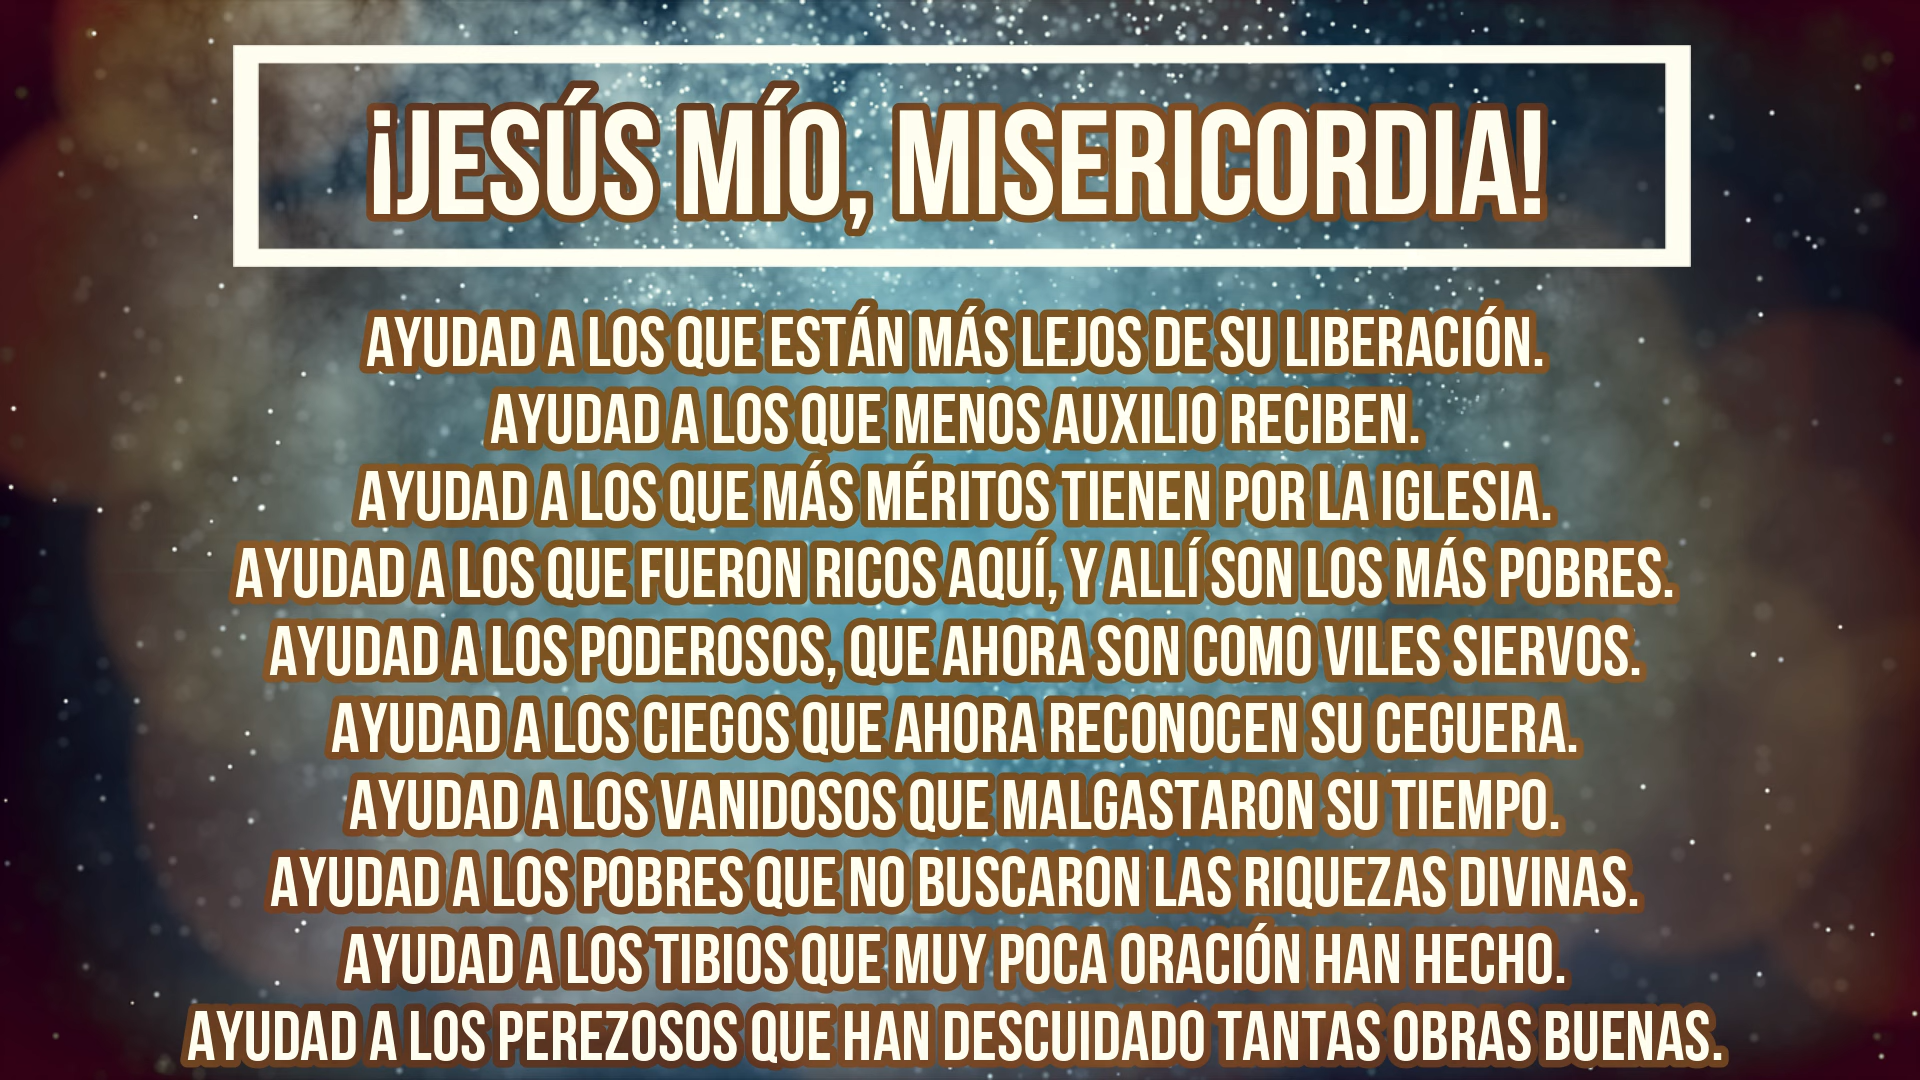 ¡JESÚS MÍO, MISERICORDIA!
AYUDAD A LOS QUE ESTÁN MÁS LEJOS DE SU LIBERACIÓN.
AYUDAD A LOS QUE MENOS AUXILIO RECIBEN.
AYUDAD A LOS QUE MÁS MÉRITOS TIENEN POR LA IGLESIA.
AYUDAD A LOS QUE FUERON RICOS AQUÍ, Y ALLÍ SON LOS MÁS POBRES.
AYUDAD A LOS PODEROSOS, QUE AHORA SON COMO VILES SIERVOS.
AYUDAD A LOS CIEGOS QUE AHORA RECONOCEN SU CEGUERA.
AYUDAD A LOS VANIDOSOS QUE MALGASTARON SU TIEMPO.
AYUDAD A LOS POBRES QUE NO BUSCARON LAS RIQUEZAS DIVINAS.
AYUDAD A LOS TIBIOS QUE MUY POCA ORACIÓN HAN HECHO.
AYUDAD A LOS PEREZOSOS QUE HAN DESCUIDADO TANTAS OBRAS BUENAS.